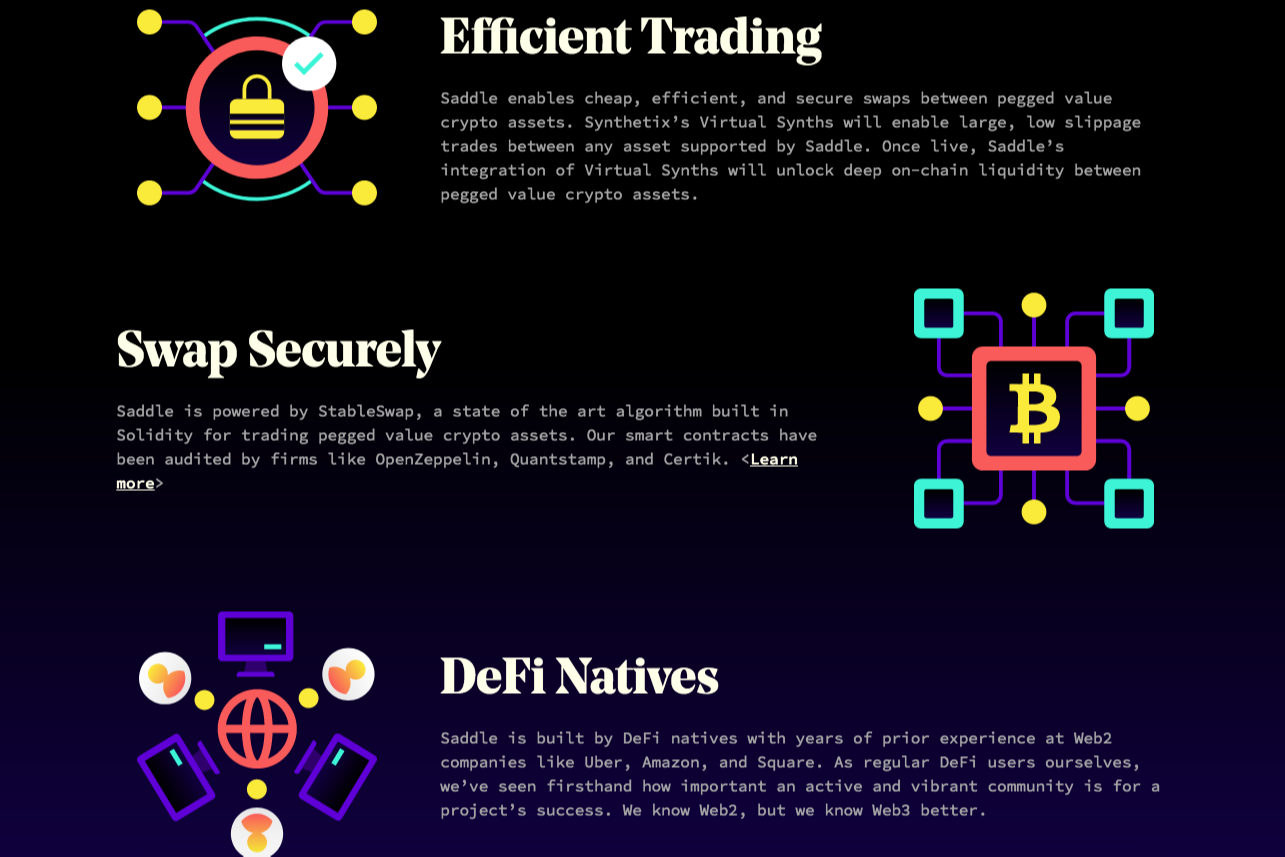 Efficient Trading
Saddle enables cheap, efficient, and secure swaps between pegged value
crypto assets. Synthetix’s Virtual Synths will enable large, low slippage
trades between any asset supported by Saddle. Once live, Saddle’s
integration of Virtual Synths will unlock deep on-chain liquidity between
pegged value crypto assets.
Swap Securely
Saddle is powered by StableSwap, a state of the art algorithm built in
Solidity for trading pegged value crypto assets. Our smart contracts have
been audited by firms like OpenZeppelin, Quantstamp, and Certik. <Learn
more>
DeFi Natives
Saddle is built by DeFi natives with years of prior experience at Web2
companies like Uber, Amazon, and Square. As regular DeFi users ourselves,
we’ve seen firsthand how important an active and vibrant community is for a
project’s success. We know Web2, but we know Web3 better.